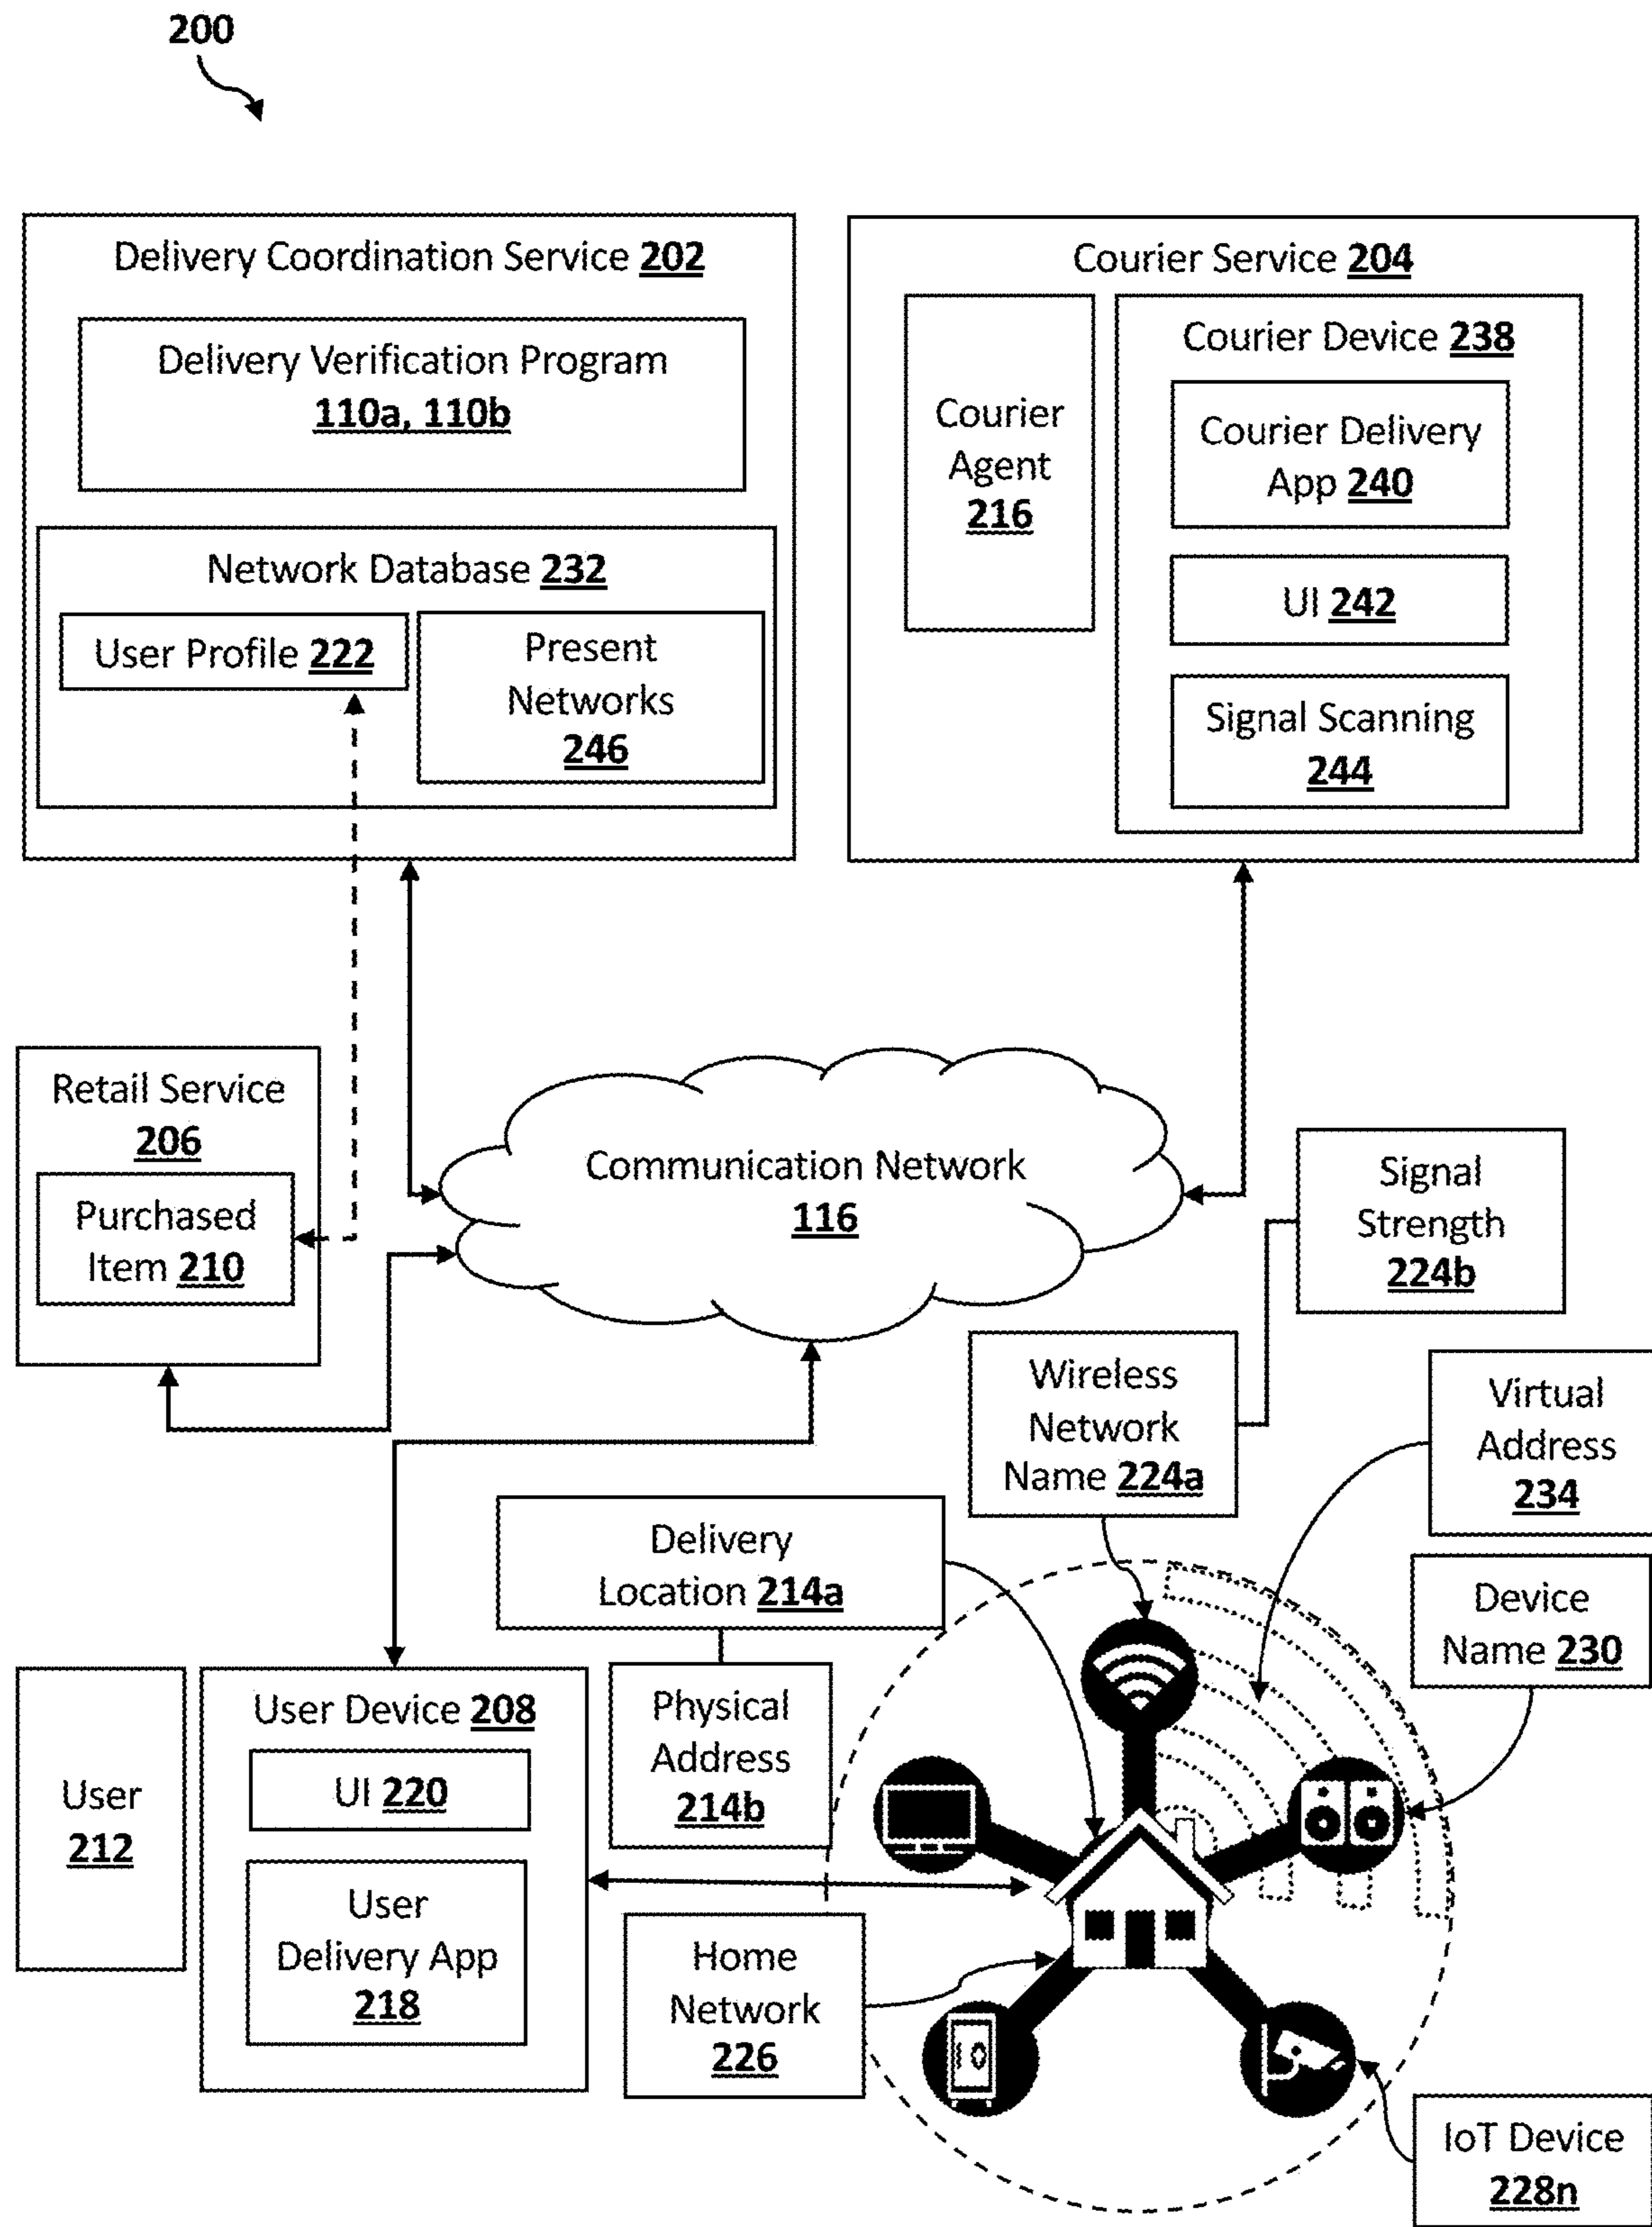 200
Delivery Coordination Service 202
Delivery Verification Program
110a, 110b
Network Database 232
User Profile 222
Present
Networks
246
Courier Service 204
Courier
Agent
216
Courier Device 238
Courier Delivery
App 240
UI 242
Signal Scanning
244
Retail Service
206
Purchased
Item 210
Communication Network
116
Signal
Strength
224b
Wireless
Network
Name 224a
Virtual
Address
234
Delivery
Location 214a
Device
Name 230
Physical
Address
214b
User
212
User Device 208
UI 220
User
Delivery App
218
Home
Network
226
IoT Device
228n